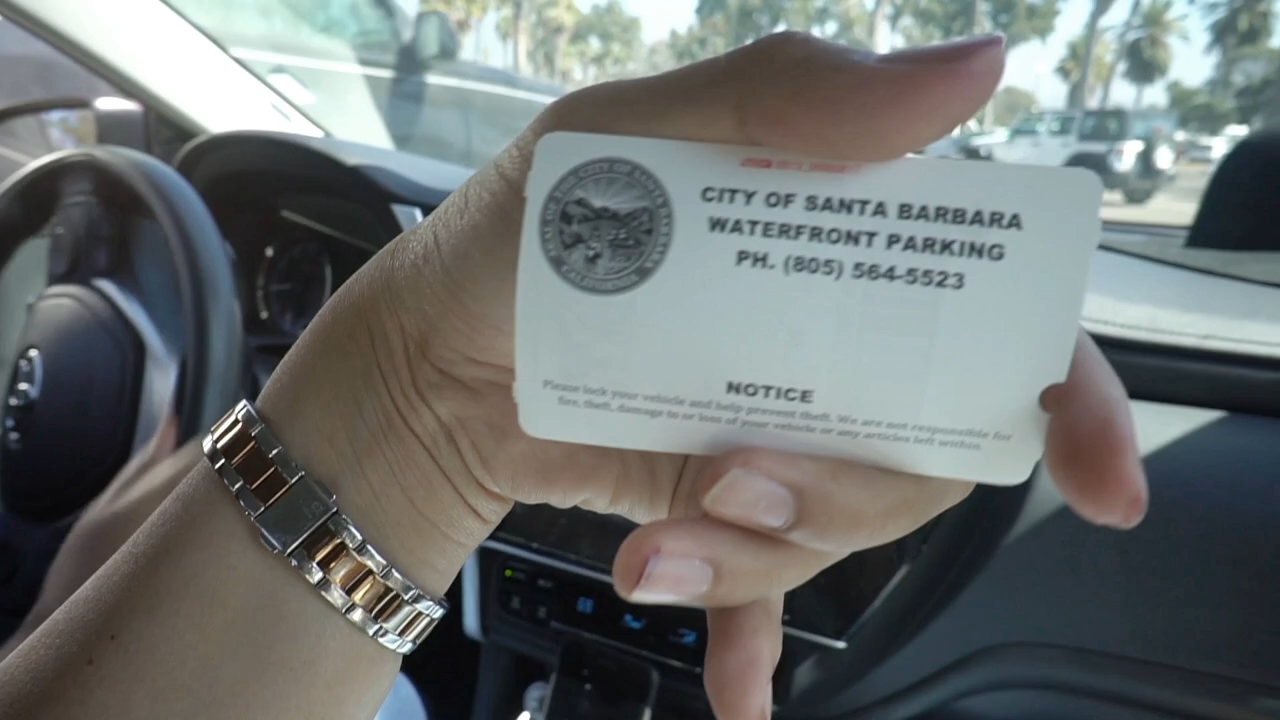 CITY OF SANTA BARBARA
WATERFRONT PARKING
PH. (805) 564-5523
NOTICE
Please lock your vehicle and help prevent theft. We are not responsible for
fire, theft, damage to or loss of your vehicle or any articles left within.